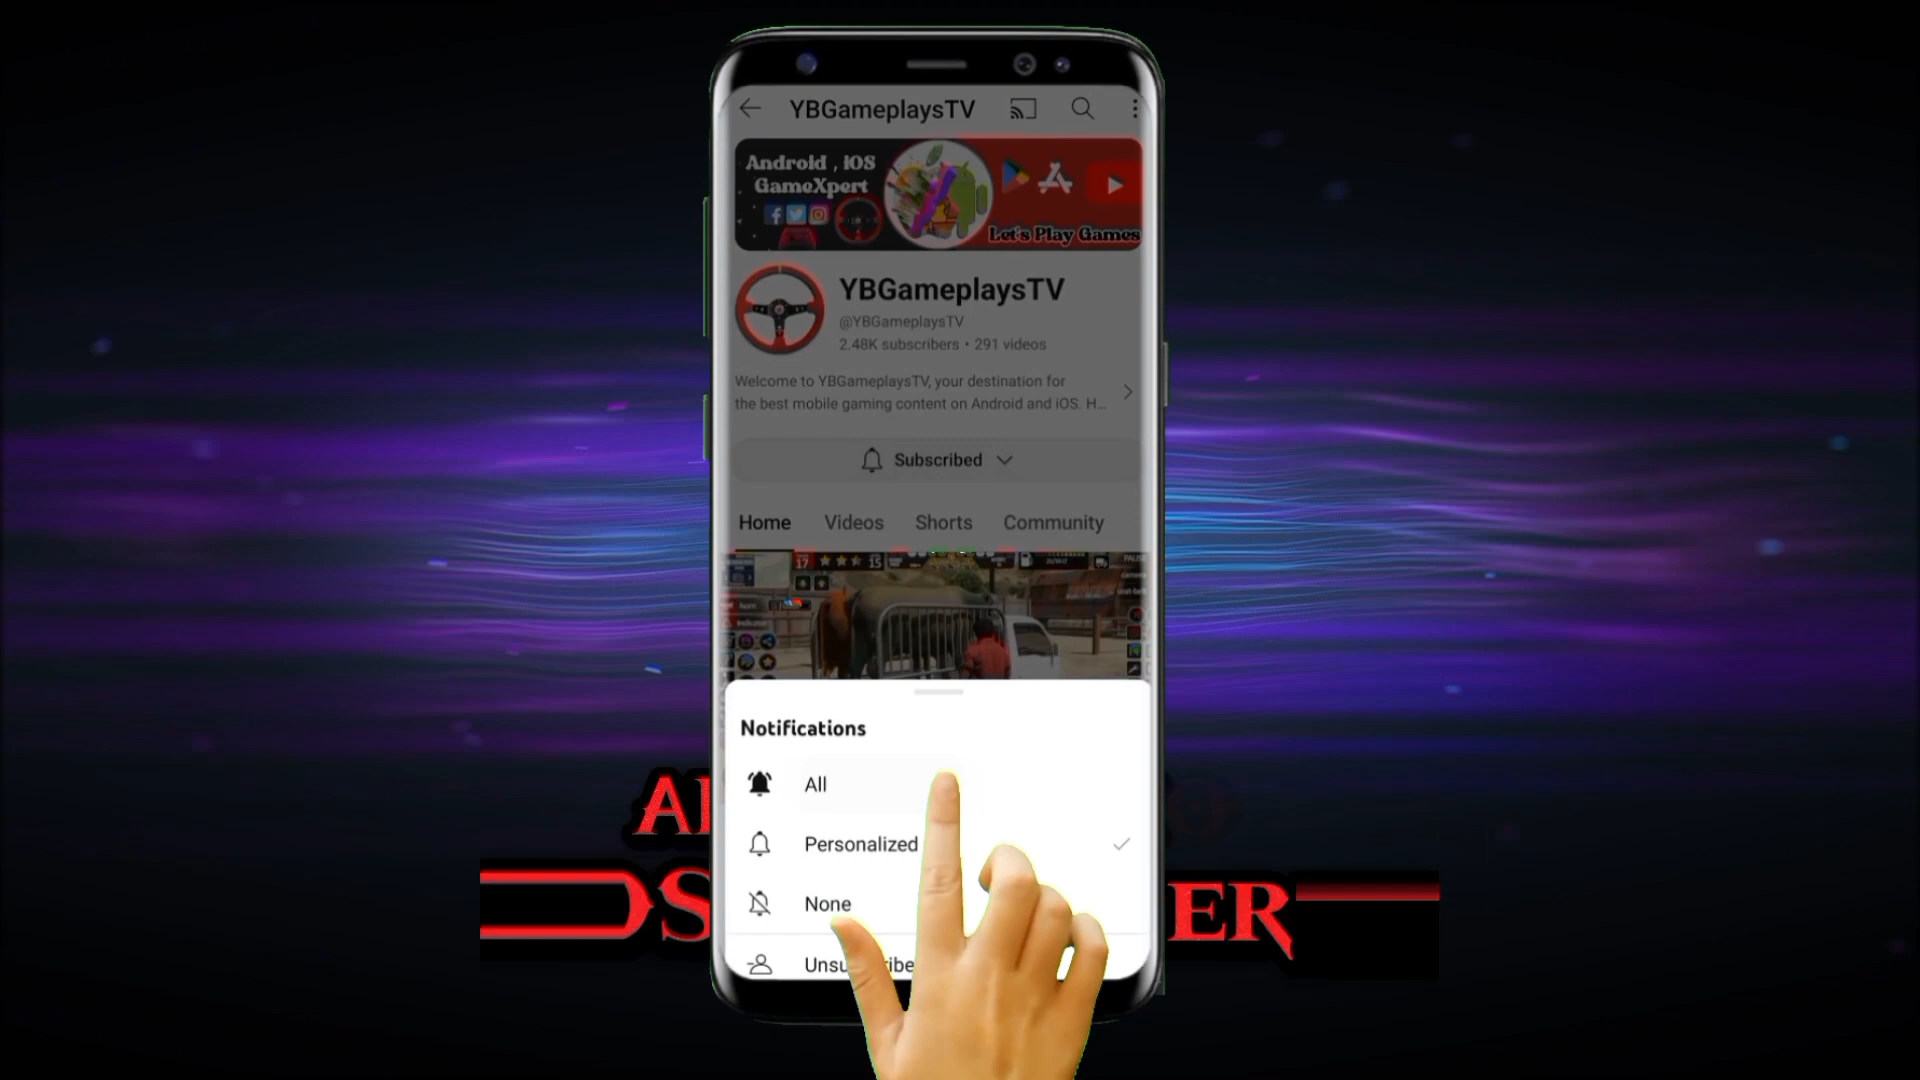 YBGameplaysTV
Android , iOS
GameXpert
Let's Play Games
YBGameplaysTV
@YBGameplaysTV
2.48K subscribers • 291 videos
Welcome to YBGameplaysTV, your destination for
the best mobile gaming content on Android and iOS. H...
Subscribed
Home Videos Shorts Community
17
15
Notifications
All
Personalized
None